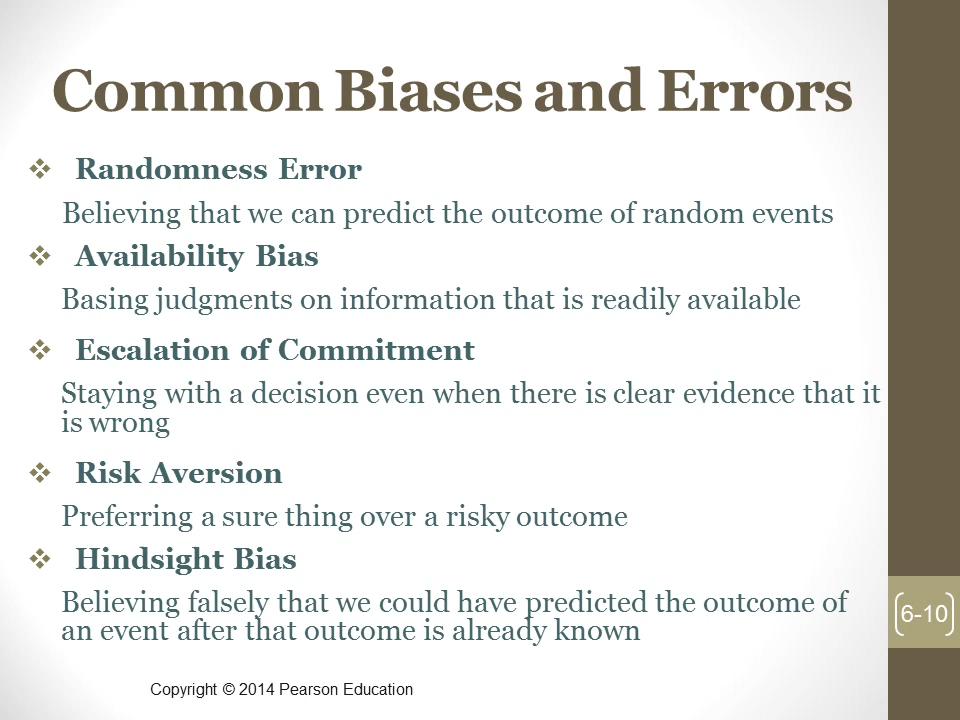 Common Biases and Errors
❖ Randomness Error
Believing that we can predict the outcome of random events
❖ Availability Bias
Basing judgments on information that is readily available
❖ Escalation of Commitment
Staying with a decision even when there is clear evidence that it
is wrong
❖ Risk Aversion
Preferring a sure thing over a risky outcome
❖ Hindsight Bias
Believing falsely that we could have predicted the outcome of
an event after that outcome is already known
6-10
Copyright © 2014 Pearson Education